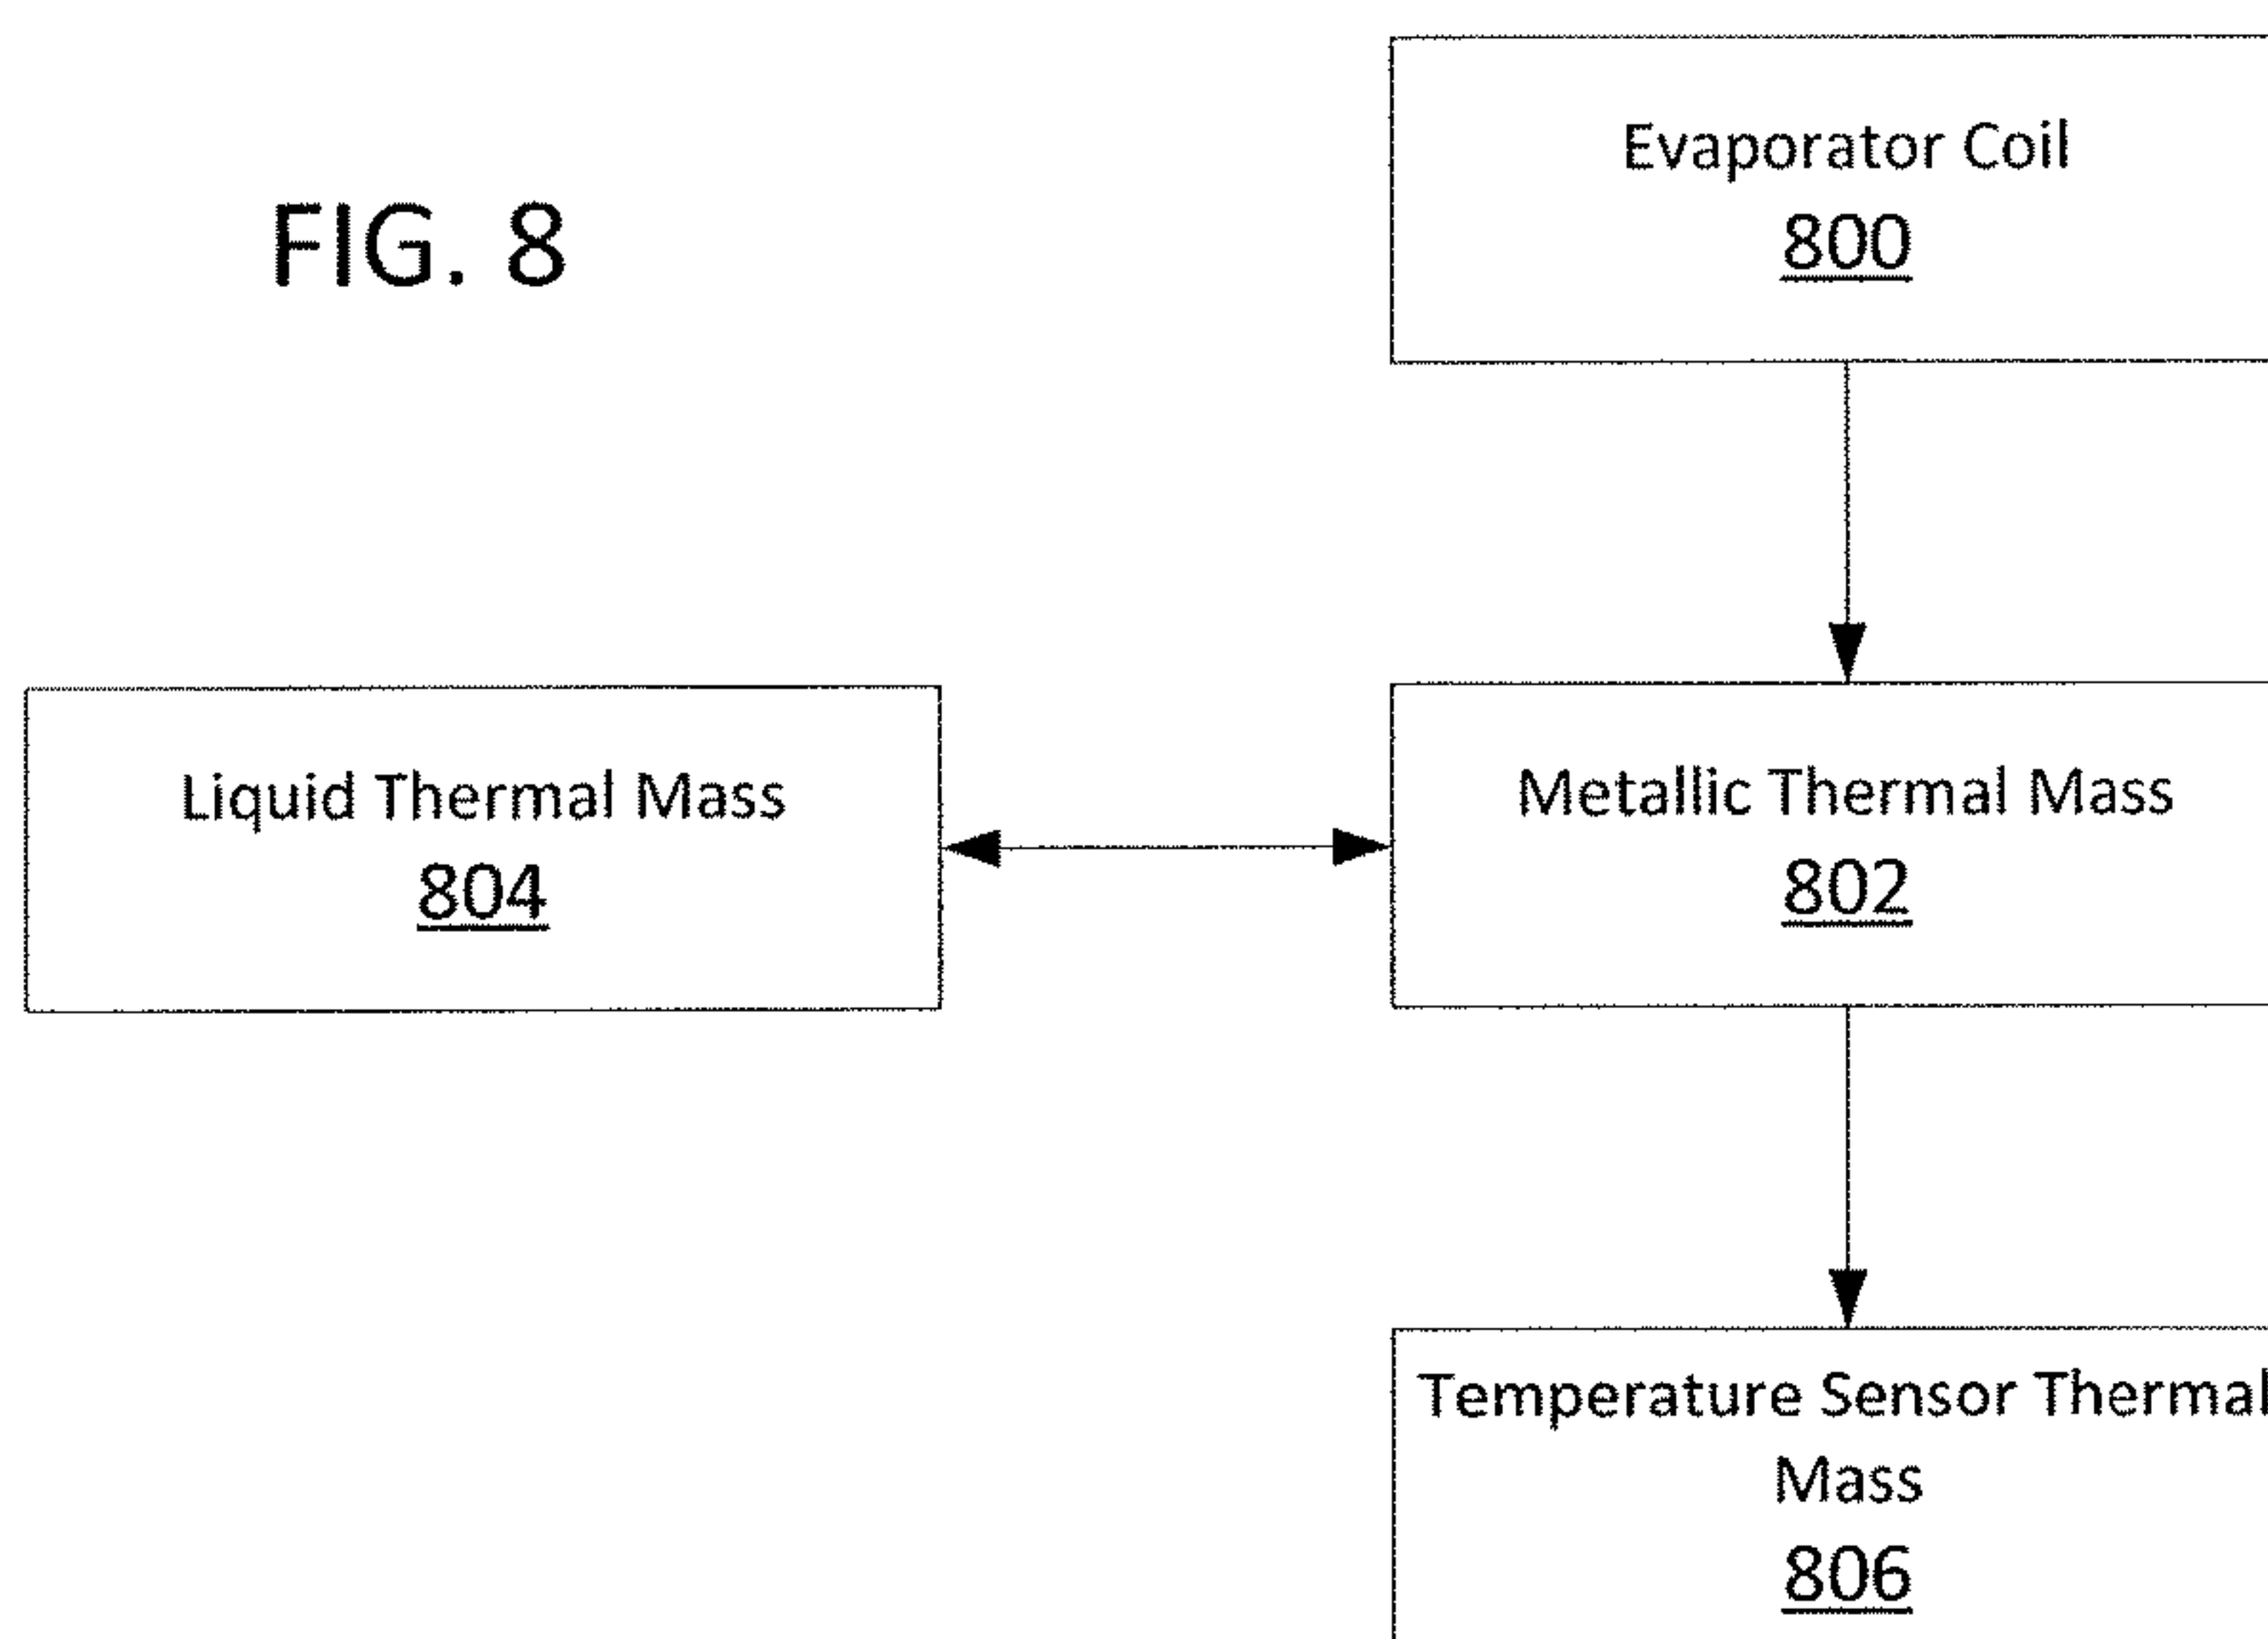 FIG. 8
Evaporator Coil
800
Liquid Thermal Mass
804
Metallic Thermal Mass
802
Temperature Sensor Thermal
Mass
806